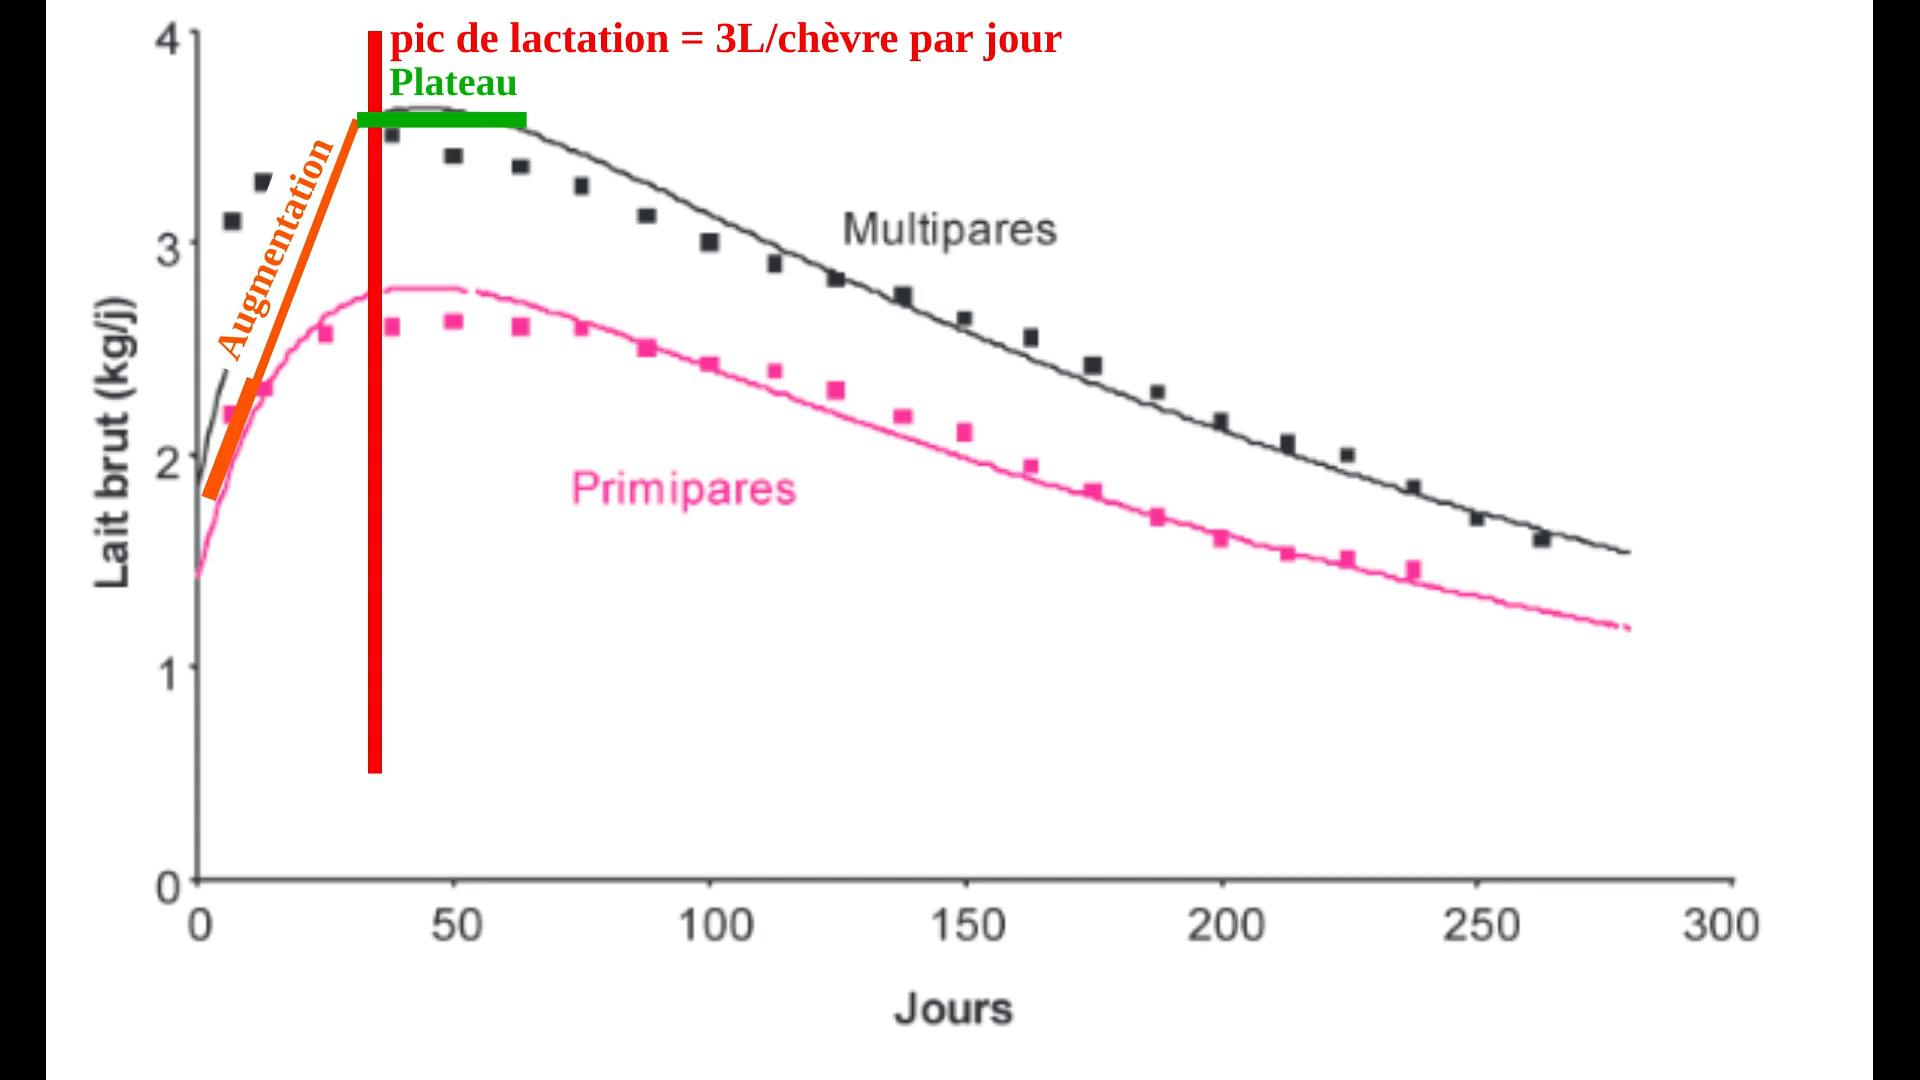 pic de lactation = 3L/chèvre par jour
Plateau
Augmentation
Multipares
Primipares
Lait brut (kg/j)
4
3
2
1
0
0 50 100 150 200 250 300
Jours